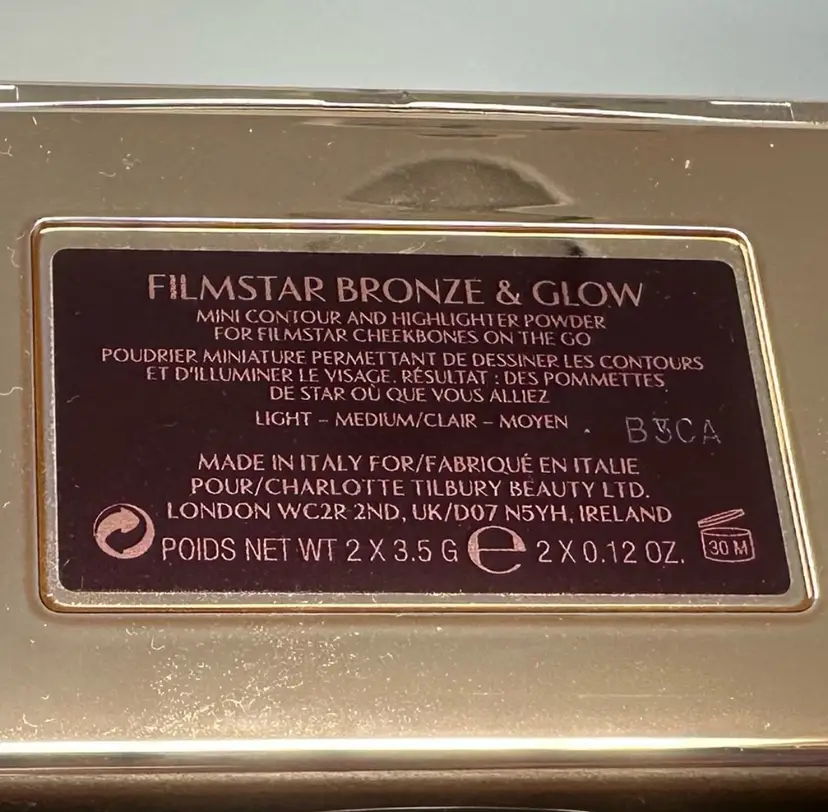 FILMSTAR BRONZE & GLOW
MINI CONTOUR AND HIGHLIGHTER POWDER
FOR FILMSTAR CHEEKBONES ON THE GO
POUDRIER MINIATURE PERMETTANT DE DESSINER LES CONTOURS
ET D'ILLUMINER LE VISAGE. RÉSULTAT : DES POMMETTES
DE STAR OÙ QUE VOUS ALLIEZ
LIGHT – MEDIUM/CLAIR – MOYEN
B3CA
MADE IN ITALY FOR/FABRIQUÉ EN ITALIE
POUR/CHARLOTTE TILBURY BEAUTY LTD.
LONDON WC2R 2ND, UK/D07 N5YH, IRELAND
POIDS NET WT 2 X 3.5 G ℮ 2 X 0.12 OZ.
30 M